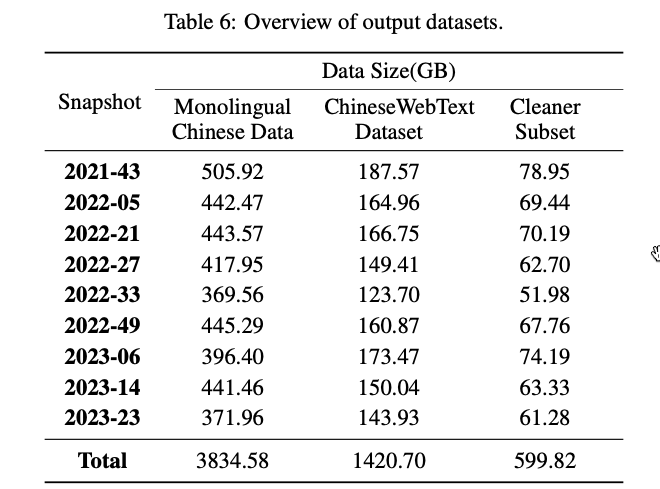 Table 6: Overview of output datasets.
Data Size(GB)
Snapshot Monolingual Chinese Data ChineseWebText Dataset Cleaner Subset
2021-43 505.92 187.57 78.95
2022-05 442.47 164.96 69.44
2022-21 443.57 166.75 70.19
2022-27 417.95 149.41 62.70
2022-33 369.56 123.70 51.98
2022-49 445.29 160.87 67.76
2023-06 396.40 173.47 74.19
2023-14 441.46 150.04 63.33
2023-23 371.96 143.93 61.28
Total 3834.58 1420.70 599.82